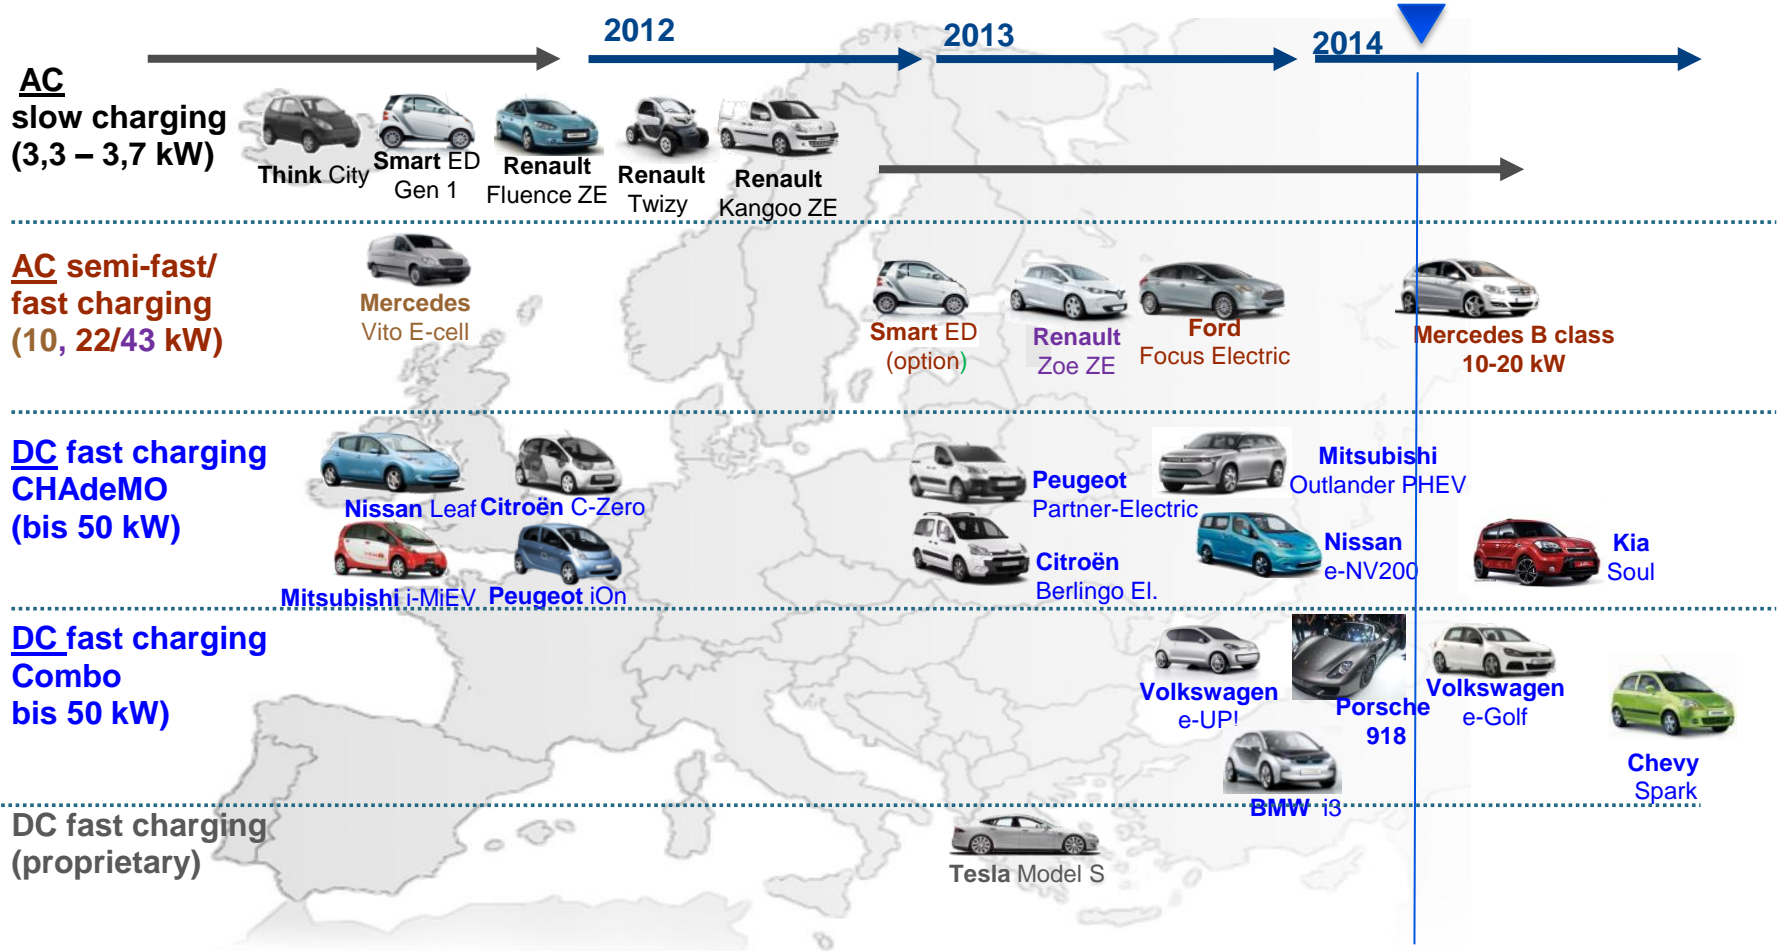 2012
2013
2014
AC
slow charging
(3,3 – 3,7 kW)
Think City
Smart ED
Gen 1
Renault
Fluence ZE
Renault
Twizy
Renault
Kangoo ZE
AC semi-fast/
fast charging
(10, 22/43 kW)
Mercedes
Vito E-cell
Smart ED
(option)
Renault
Zoe ZE
Ford
Focus Electric
Mercedes B class
10-20 kW
DC fast charging
CHAdeMO
(bis 50 kW)
Nissan Leaf
Citroën C-Zero
Mitsubishi i-MiEV
Peugeot iOn
Peugeot
Partner-Electric
Citroën
Berlingo El.
Mitsubishi
Outlander PHEV
Nissan
e-NV200
Kia
Soul
DC fast charging
Combo
bis 50 kW)
Volkswagen
e-UP!
Porsche
918
BMW i3
Volkswagen
e-Golf
Chevy
Spark
DC fast charging
(proprietary)
Tesla Model S